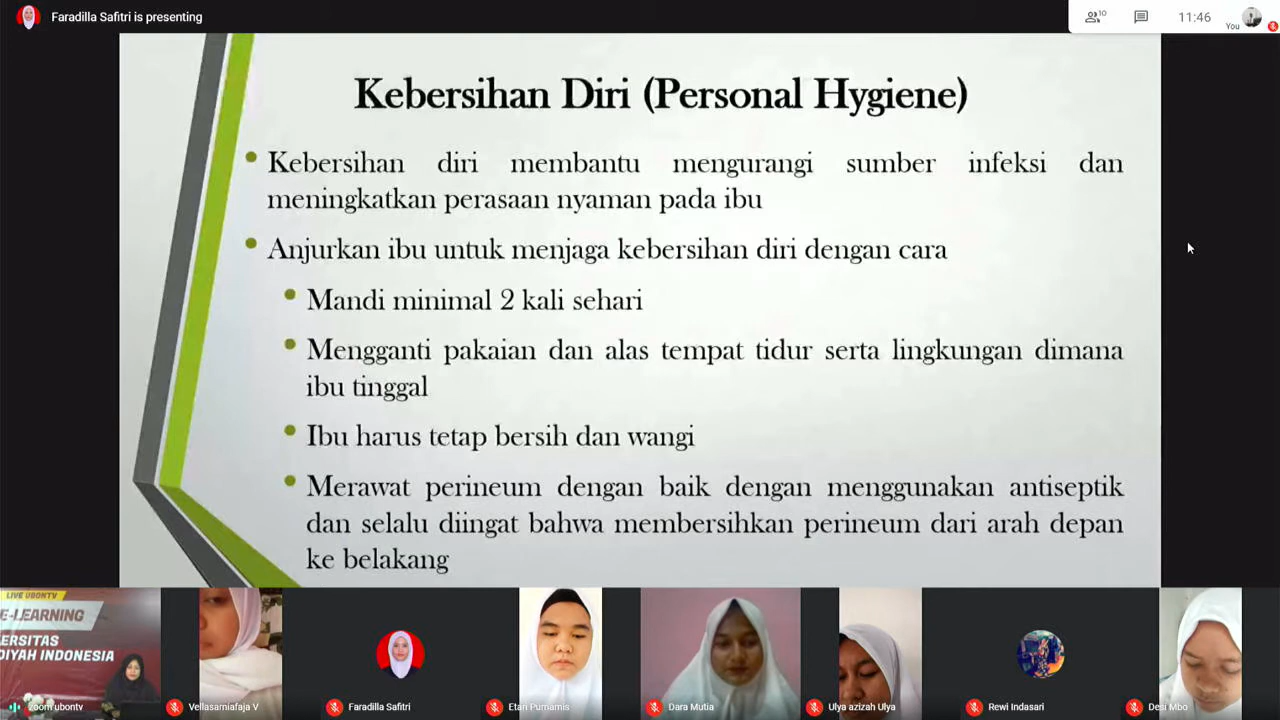 Faradilla Safitri is presenting
10
11:46
You
Kebersihan Diri (Personal Hygiene)
Kebersihan diri membantu mengurangi sumber infeksi dan
meningkatkan perasaan nyaman pada ibu
Anjurkan ibu untuk menjaga kebersihan diri dengan cara
Mandi minimal 2 kali sehari
Mengganti pakaian dan alas tempat tidur serta lingkungan dimana
ibu tinggal
Ibu harus tetap bersih dan wangi
Merawat perineum dengan baik dengan menggunakan antiseptik
dan selalu diingat bahwa membersihkan perineum dari arah depan
ke belakang
LIVE UBONTV
E-LEARNING
ERSITAS
DIYAH INDONESIA
zoom ubontv
Vellasamiafaja V
Faradilla Safitri
Etari Purnamis
Dara Mutia
Ulya azizah Ulya
Rewi Indasari
Desi Mbo